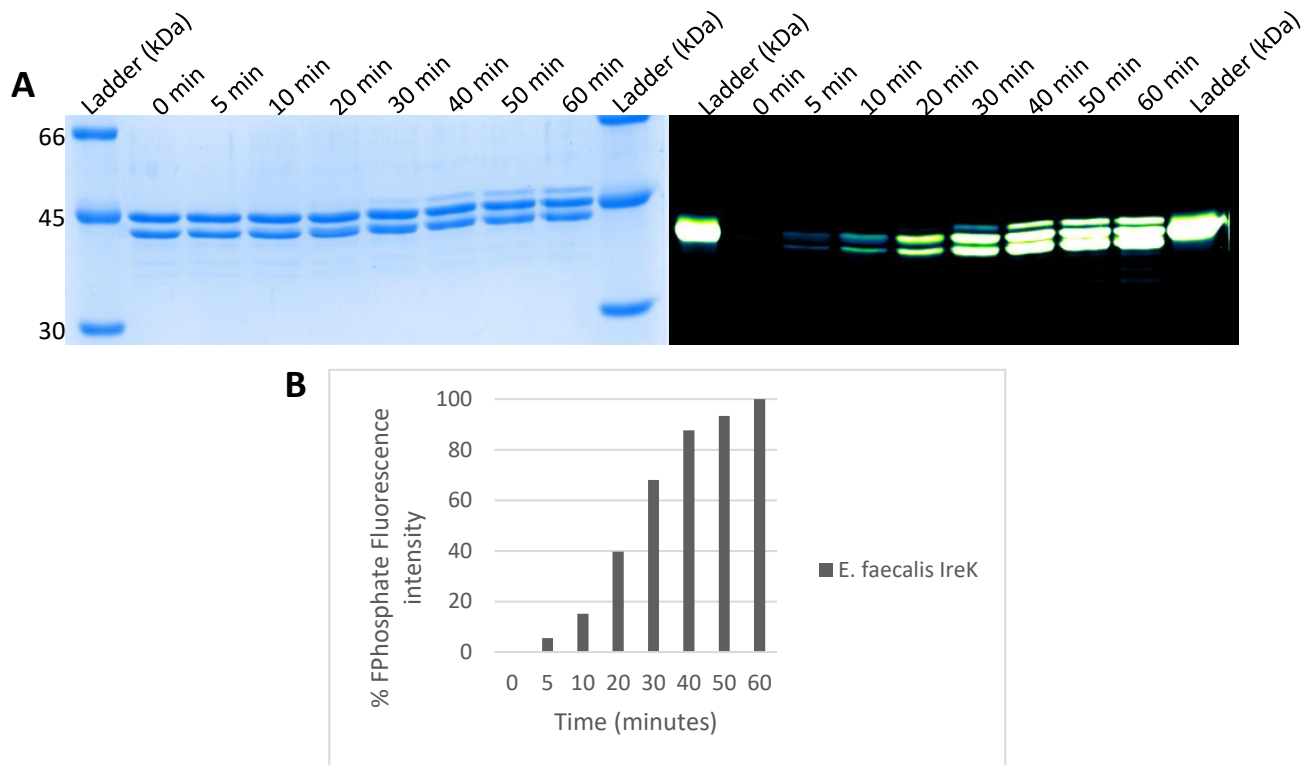 A
Ladder (kDa)
0 min
5 min
10 min
20 min
30 min
40 min
50 min
60 min
Ladder (kDa)
Ladder (kDa)
0 min
5 min
10 min
20 min
30 min
40 min
50 min
60 min
Ladder (kDa)
66
45
30
B
% FPhosphate Fluorescence
intensity
100
80
60
40
20
0
0 5 10 20 30 40 50 60
Time (minutes)
E. faecalis IreK